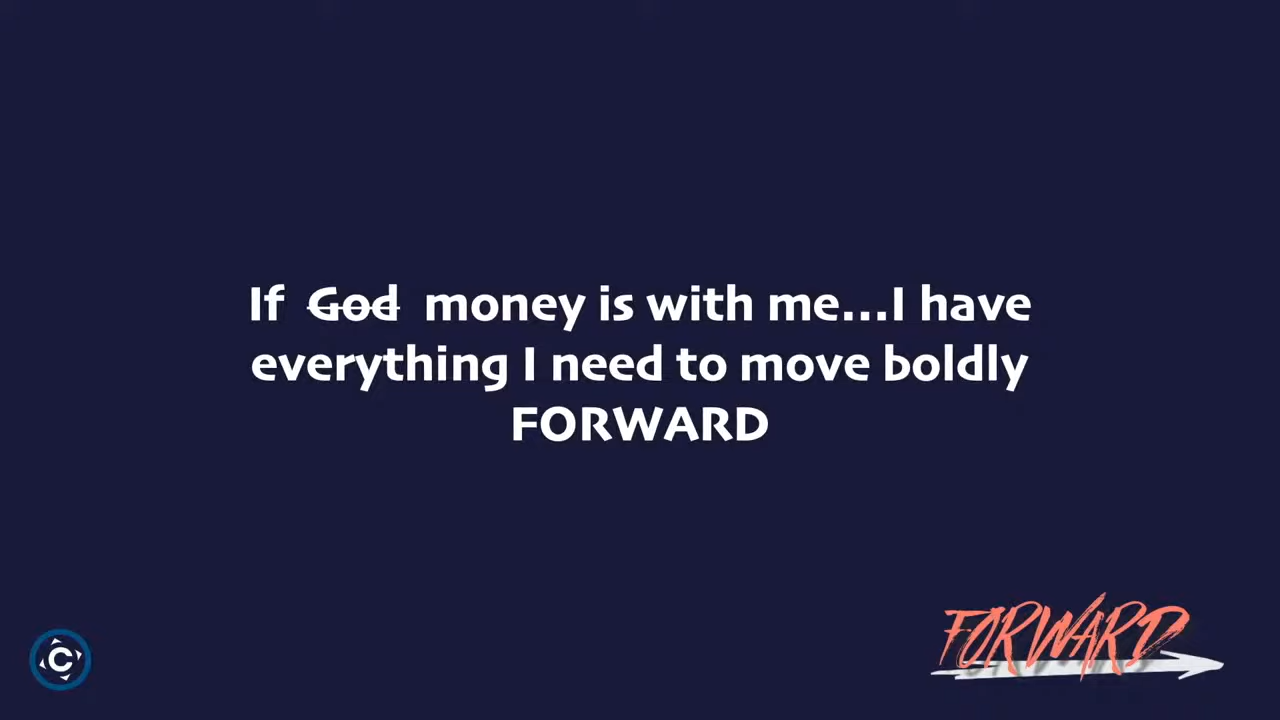 If God money is with me...I have
everything I need to move boldly
FORWARD
FORWARD
C